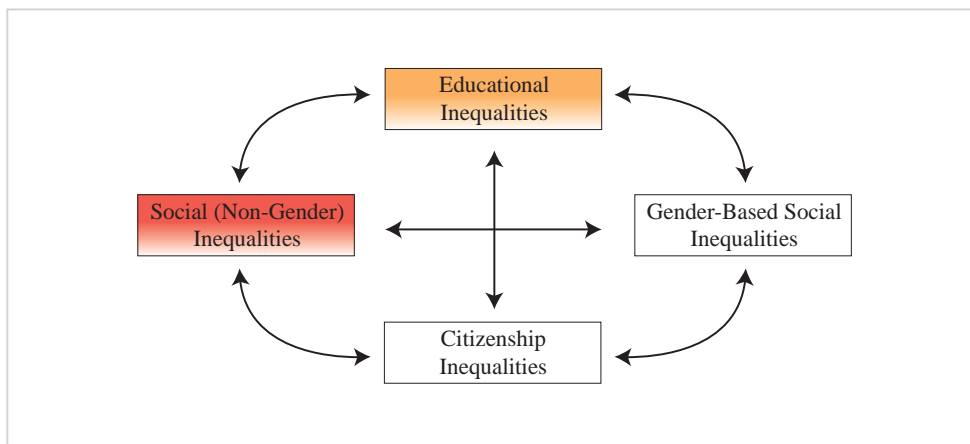 Educational
Inequalities
Social (Non-Gender)
Inequalities
Gender-Based Social
Inequalities
Citizenship
Inequalities